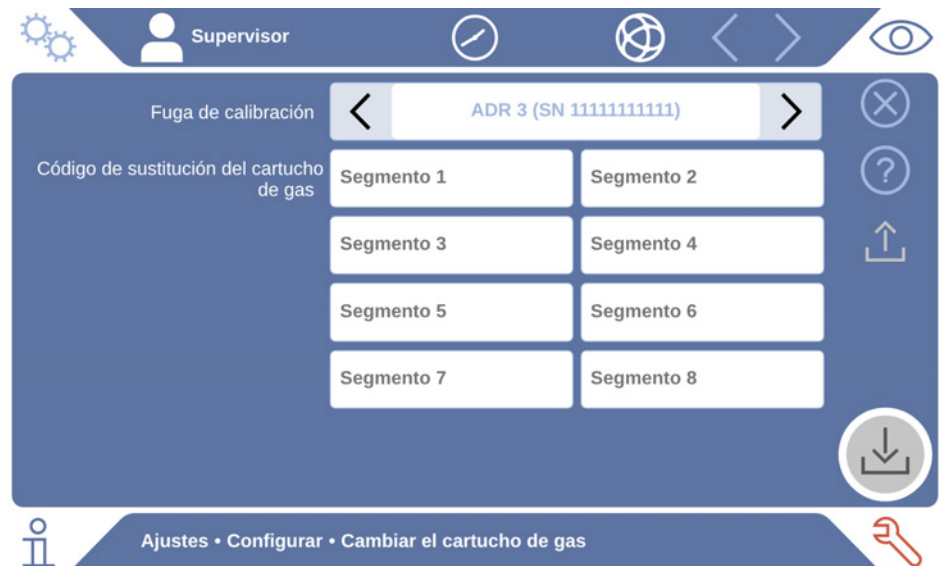 Supervisor
Fuga de calibración
ADR 3 (SN 11111111111)
Código de sustitución del cartucho
de gas
Segmento 1
Segmento 2
Segmento 3
Segmento 4
Segmento 5
Segmento 6
Segmento 7
Segmento 8
Ajustes • Configurar • Cambiar el cartucho de gas